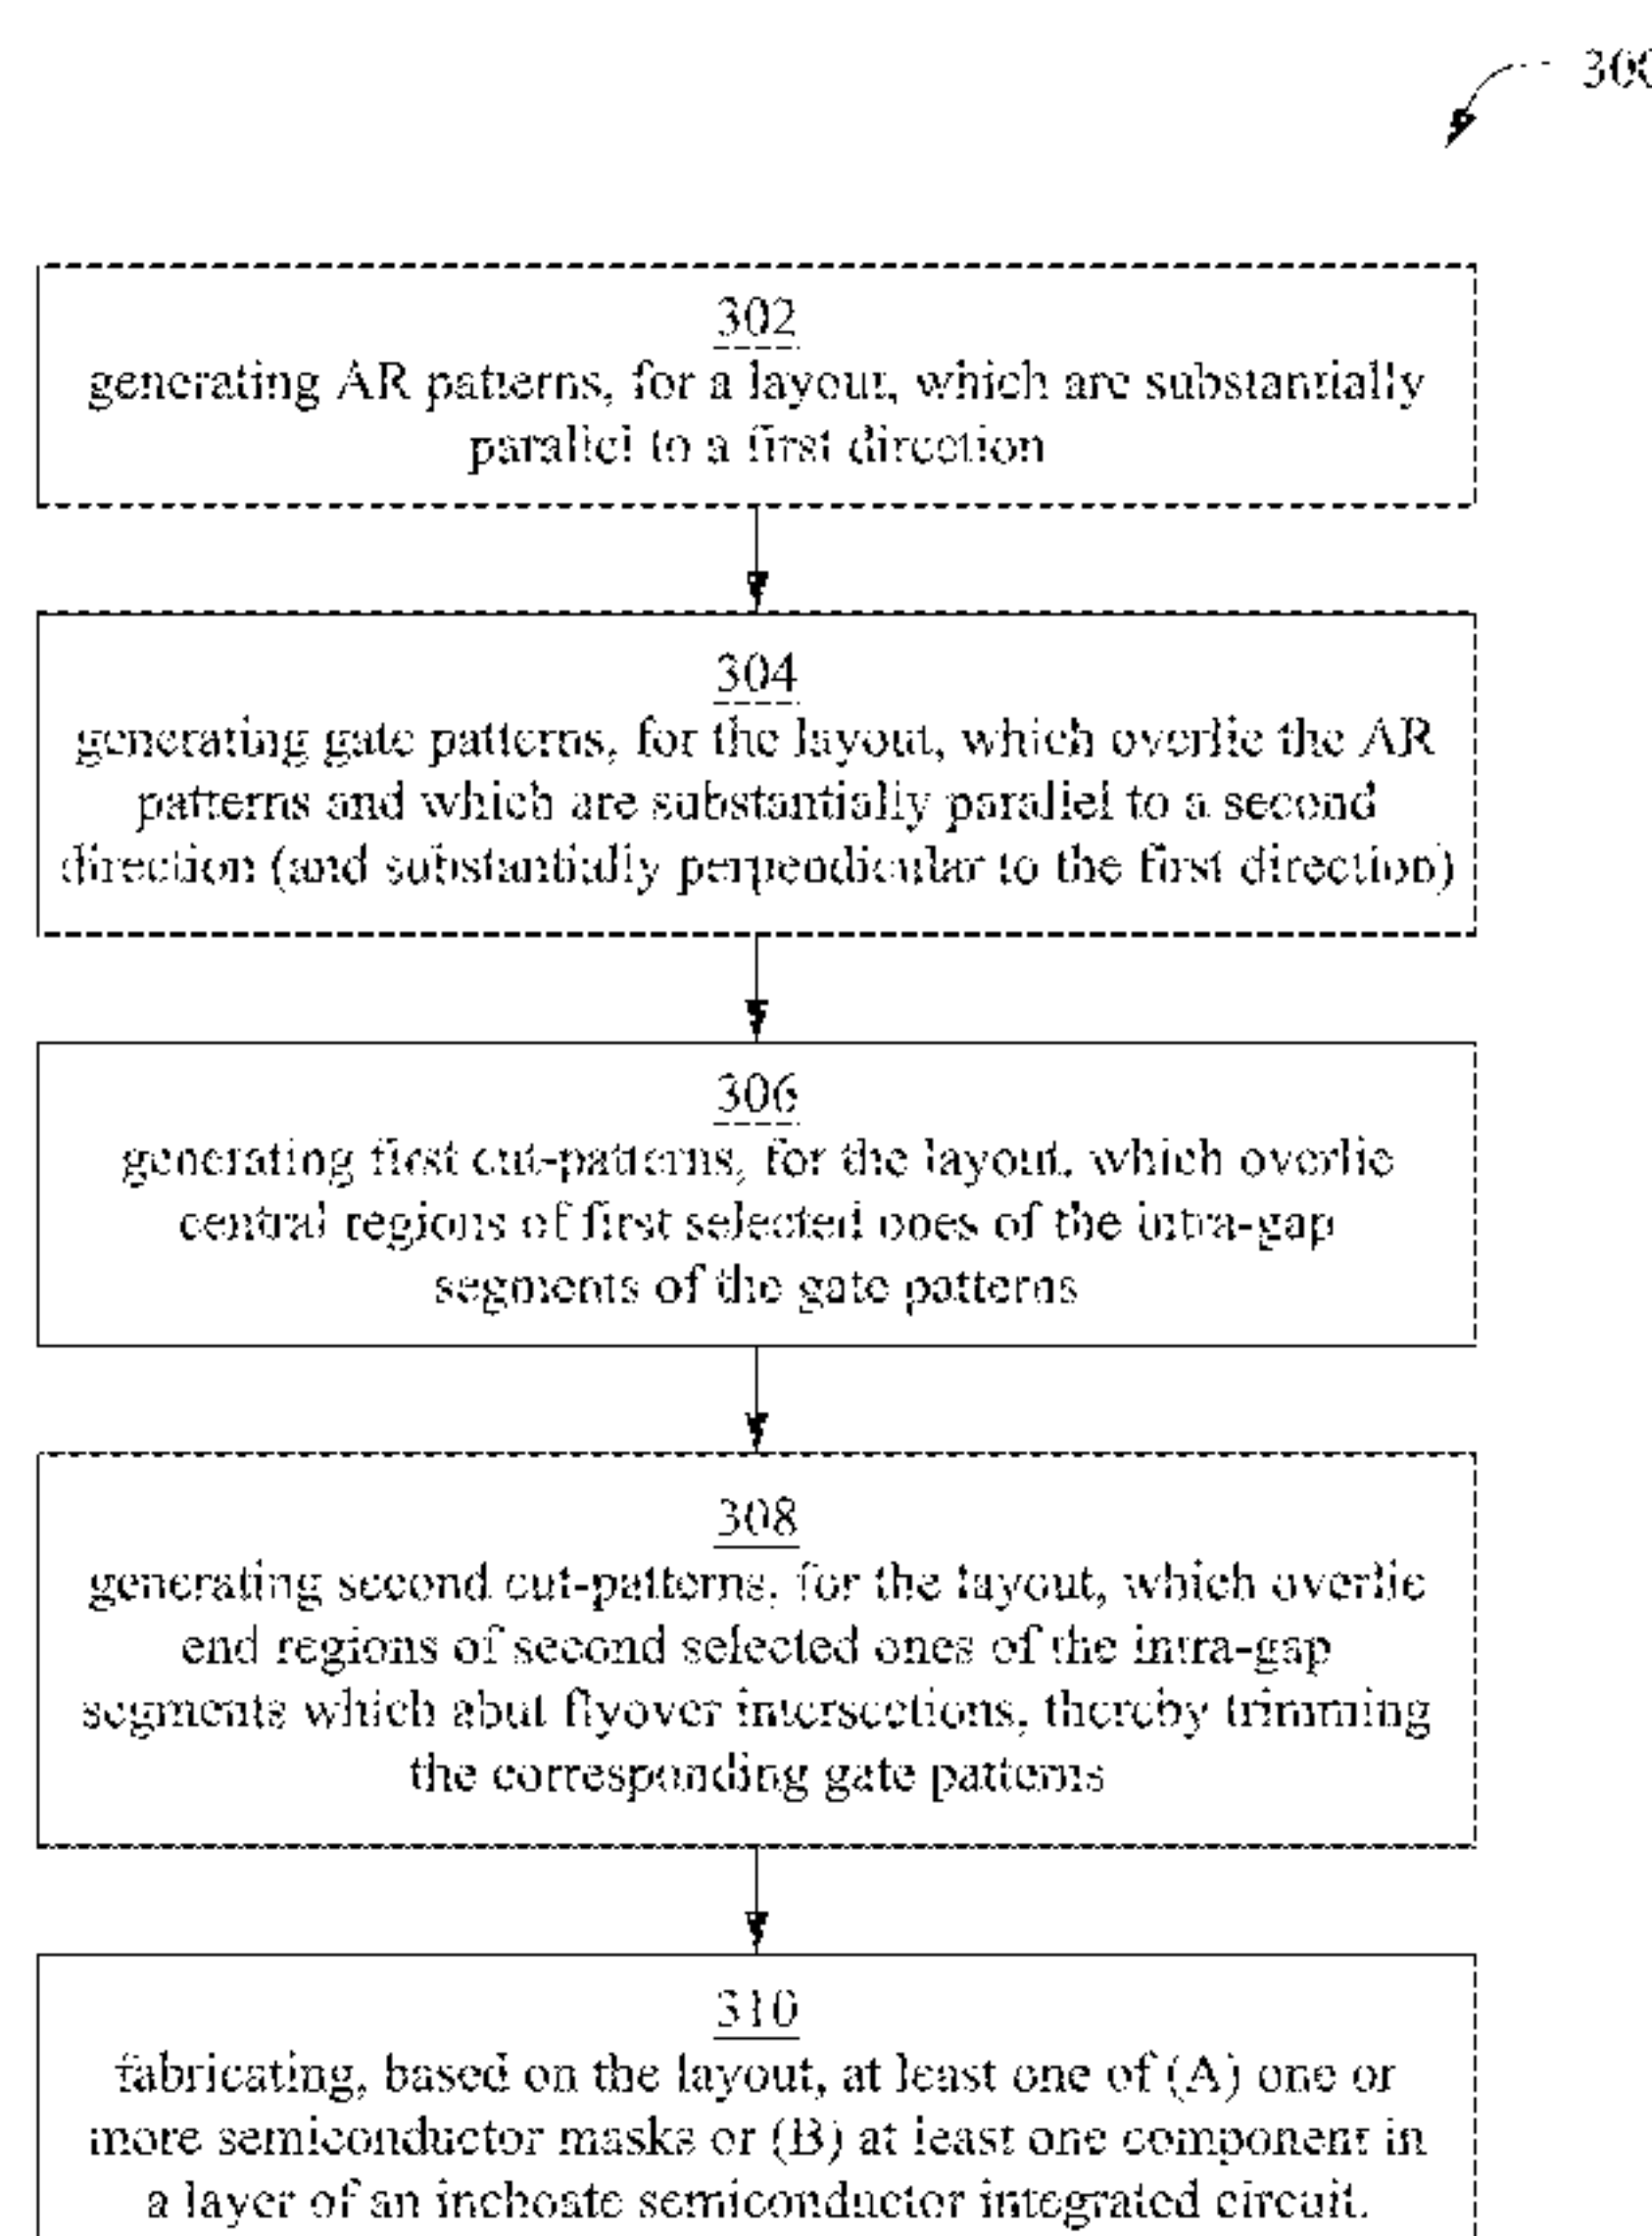 300
302
generating AR patterns, for a layout, which are substantially
parallel to a first direction
304
generating gate patterns, for the layout, which overlie the AR
patterns and which are substantially parallel to a second
direction (and substantially perpendicular to the first direction)
306
generating first cut-patterns, for the layout, which overlie
central regions of first selected ones of the intra-gap
segments of the gate patterns
308
generating second cut-patterns, for the layout, which overlie
end regions of second selected ones of the intra-gap
segments which abut flyover intersections, thereby trimming
the corresponding gate patterns
310
fabricating, based on the layout, at least one of (A) one or
more semiconductor masks or (B) at least one component in
a layer of an inchoate semiconductor integrated circuit.